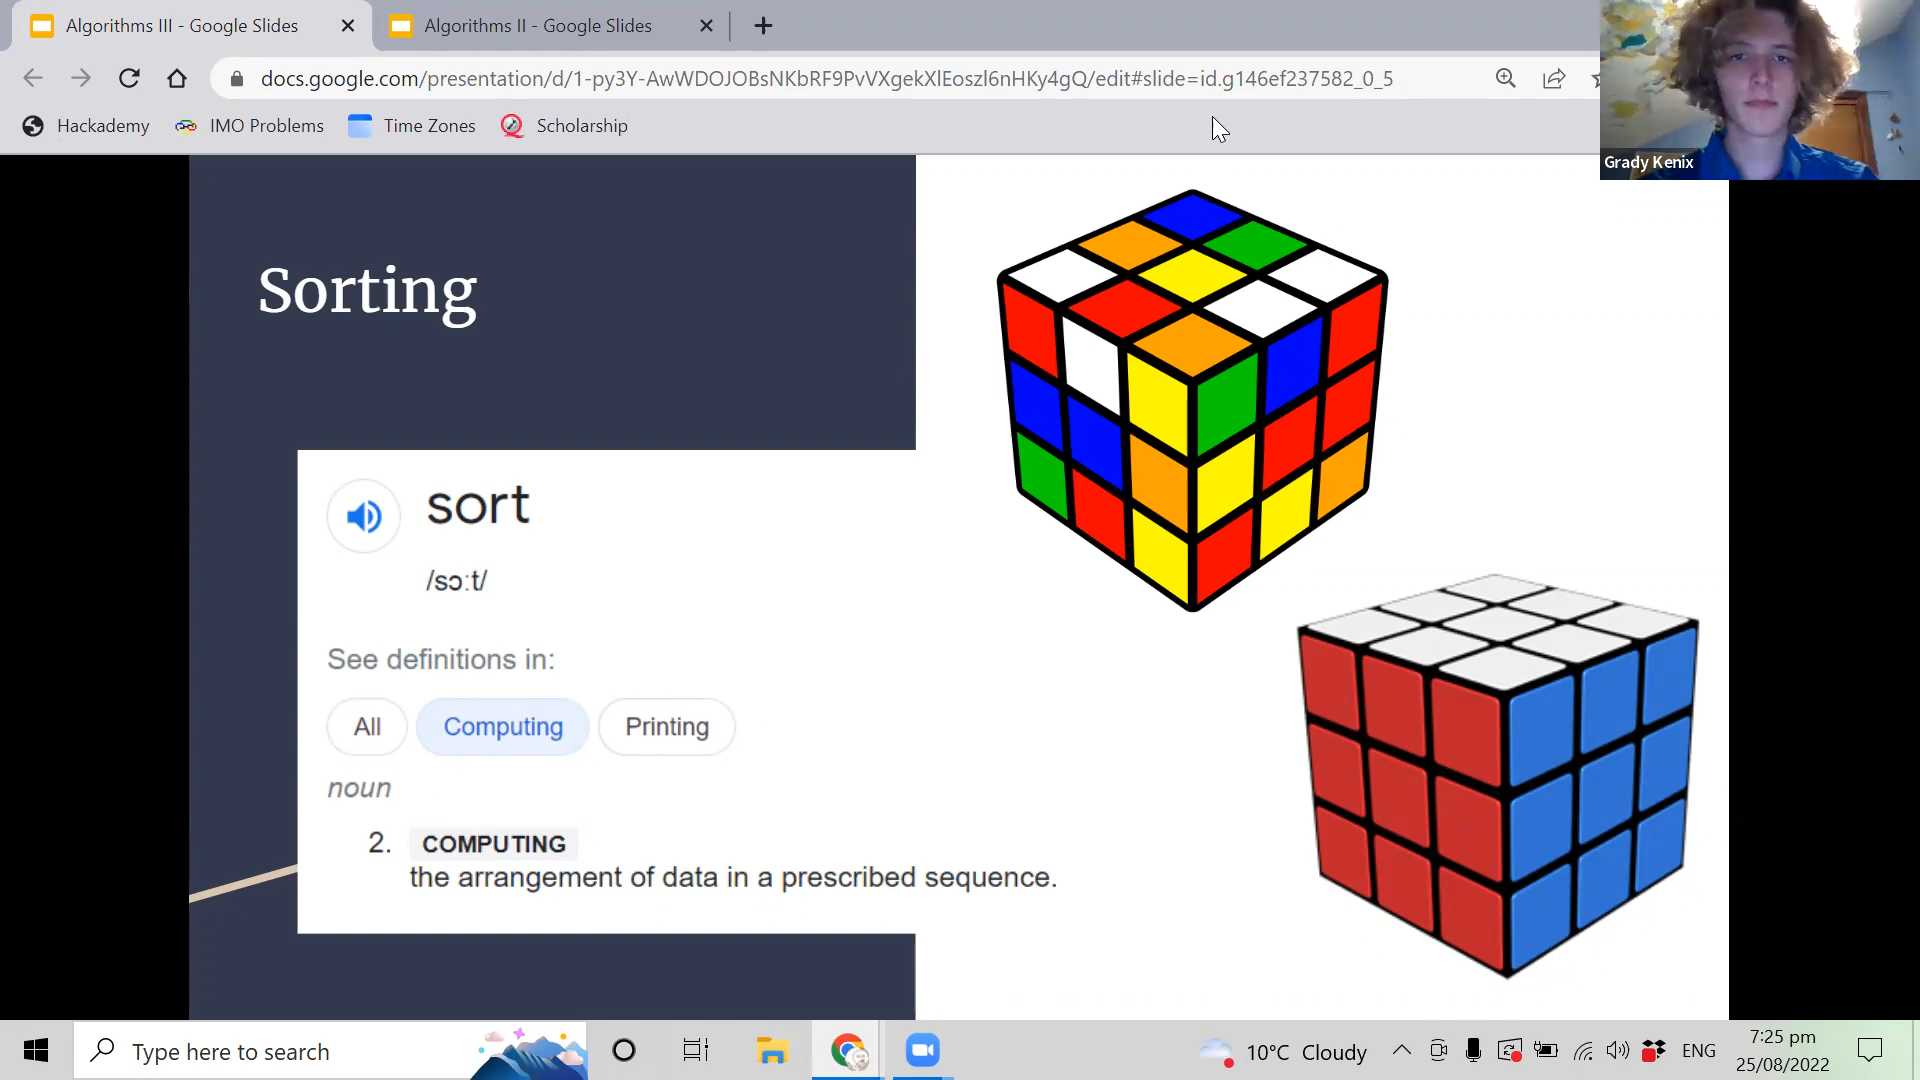 Algorithms III - Google Slides
Algorithms II - Google Slides
docs.google.com/presentation/d/1-py3Y-AwWDOJOBsNKbRF9PvVXgekXlEoszl6nHKy4gQ/edit#slide=id.g146ef237582_0_5
Hackademy
IMO Problems
Time Zones
Scholarship
Grady Kenix
Sorting
sort
/sɔːt/
See definitions in:
All
Computing
Printing
noun
2. COMPUTING
the arrangement of data in a prescribed sequence.
Type here to search
10°C Cloudy
ENG
7:25 pm
25/08/2022